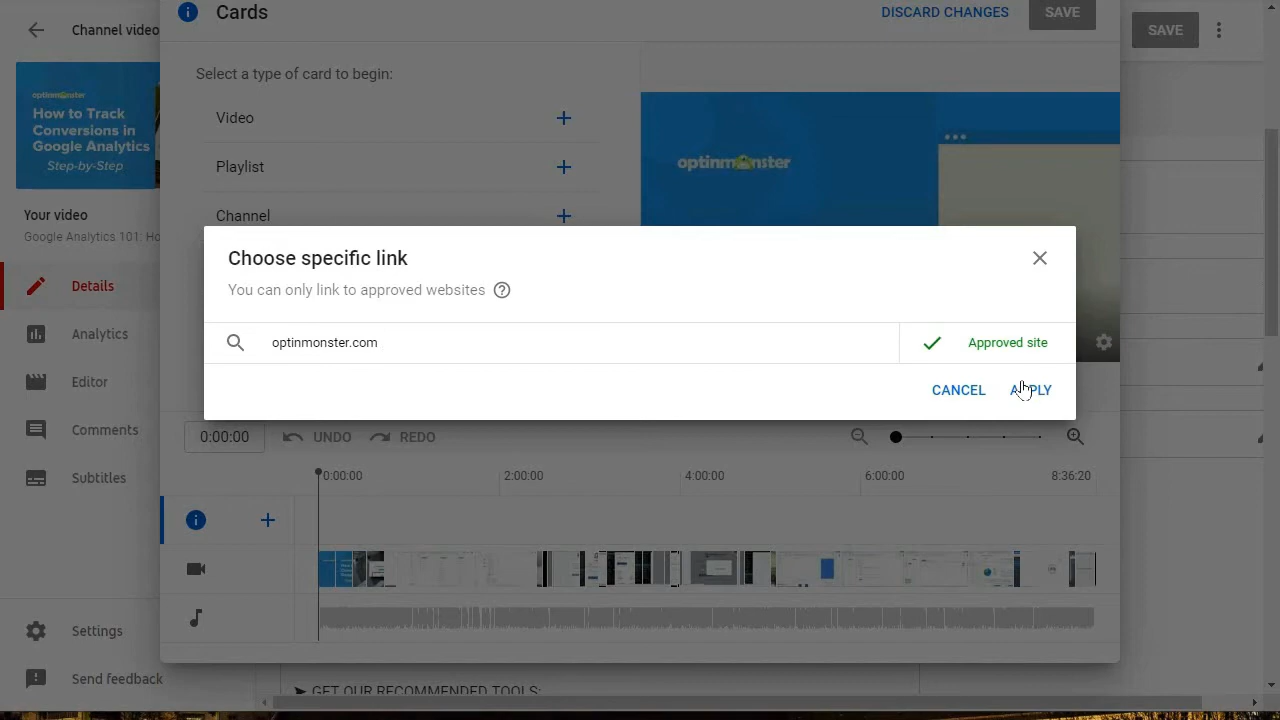 Cards
DISCARD CHANGES
SAVE
Channel video
SAVE
Select a type of card to begin:
Video
Playlist
Channel
optinmonster
How to Track
Conversions in
Google Analytics
Step-by-Step
optinmonster
Your video
Google Analytics 101: Ho
Choose specific link
You can only link to approved websites
optinmonster.com
Approved site
CANCEL
APPLY
Details
Analytics
Editor
Comments
Subtitles
Settings
Send feedback
0:00:00
UNDO
REDO
0:00:00
2:00:00
4:00:00
6:00:00
8:36:20
➤ GET OUR RECOMMENDED TOOLS: